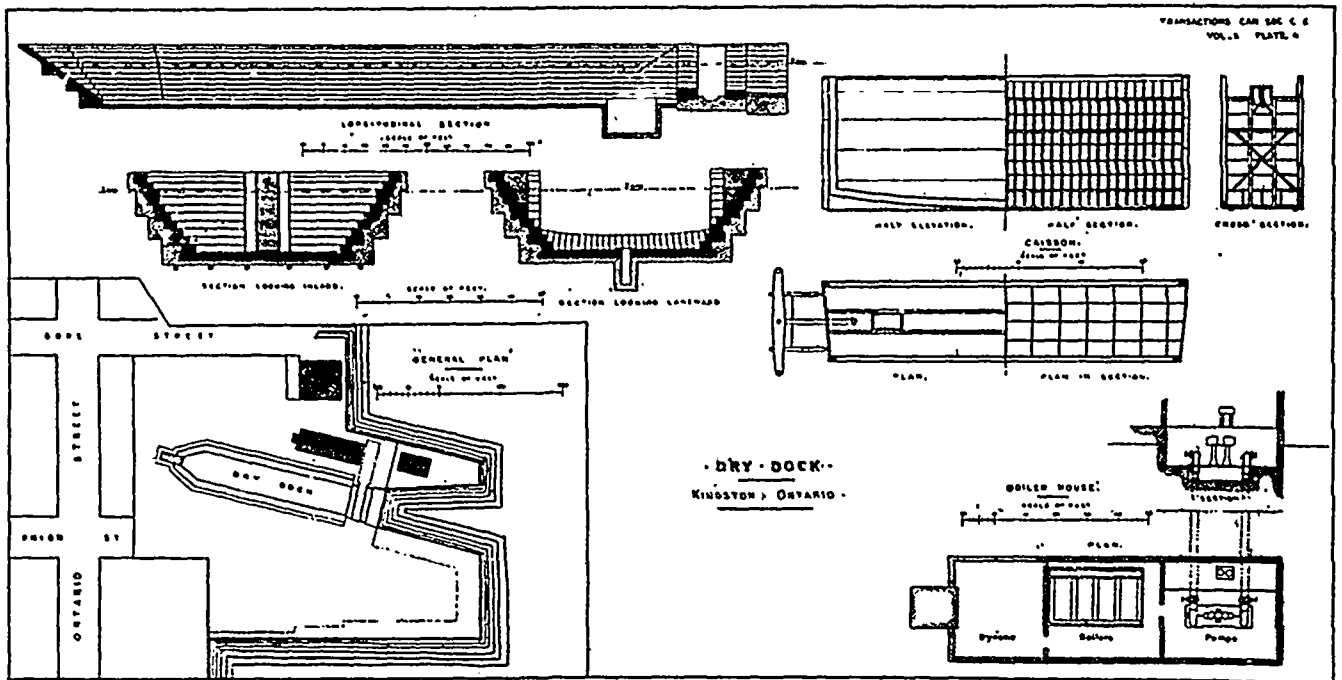 TRANSACTIONS CAN SOC C E
VOL. PLATE
LONGITUDINAL SECTION
SCALE OF FEET
HALF ELEVATION.
HALF SECTION.
CROSS SECTION.
CAISSON.
SCALE OF FEET
SECTION LOOKING INLAND.
SCALE OF FEET.
SECTION LOOKING LAKEWARD
GORE STREET
"GENERAL PLAN"
SCALE OF FEET
PLAN.
PLAN IN SECTION.
STREET
DRY DOCK
· DRY · DOCK ·
KINGSTON, ONTARIO ·
BOILER HOUSE.
SECTION
SCALE OF FEET
UNION ST
PLAN.
ONTARIO
Dynamo
Boilers
Pumps